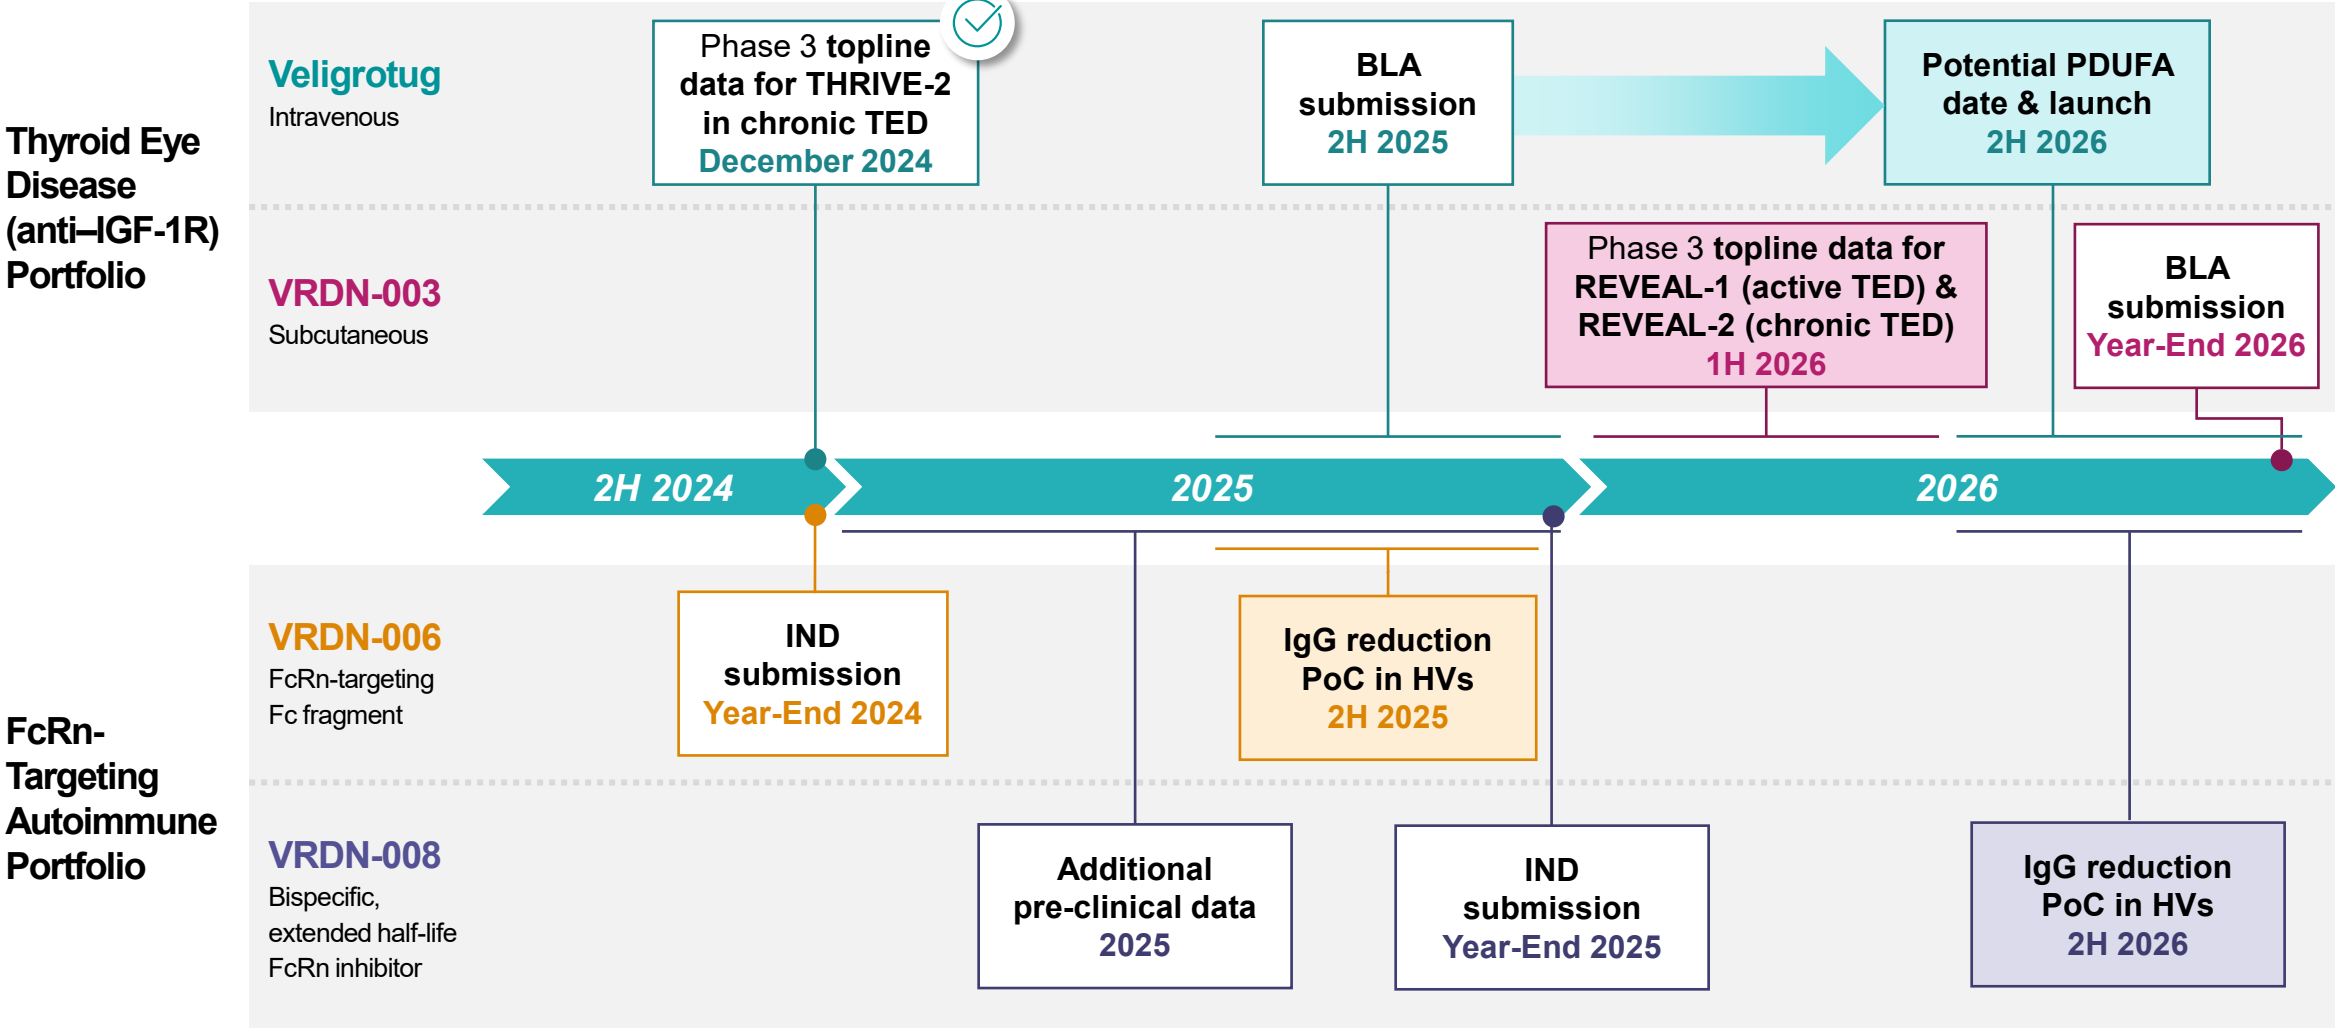 Thyroid Eye
Disease
(anti–IGF-1R)
Portfolio
Veligrotug
Intravenous
Phase 3 topline
data for THRIVE-2
in chronic TED
December 2024
BLA
submission
2H 2025
Potential PDUFA
date & launch
2H 2026
VRDN-003
Subcutaneous
Phase 3 topline data for
REVEAL-1 (active TED) &
REVEAL-2 (chronic TED)
1H 2026
BLA
submission
Year-End 2026
2H 2024
2025
2026
FcRn-
Targeting
Autoimmune
Portfolio
VRDN-006
FcRn-targeting
Fc fragment
IND
submission
Year-End 2024
IgG reduction
PoC in HVs
2H 2025
VRDN-008
Bispecific,
extended half-life
FcRn inhibitor
Additional
pre-clinical data
2025
IND
submission
Year-End 2025
IgG reduction
PoC in HVs
2H 2026